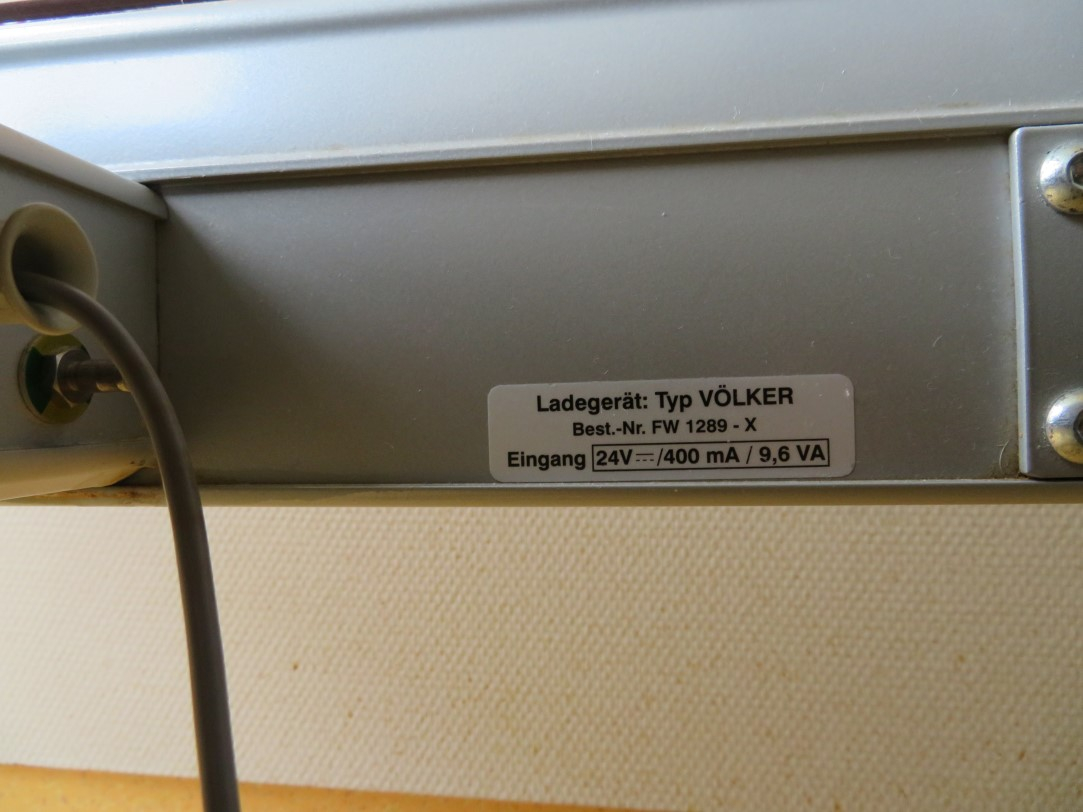 Ladegerät: Typ VÖLKER
Best.-Nr. FW 1289 - X
Eingang 24V⎓/400 mA / 9,6 VA